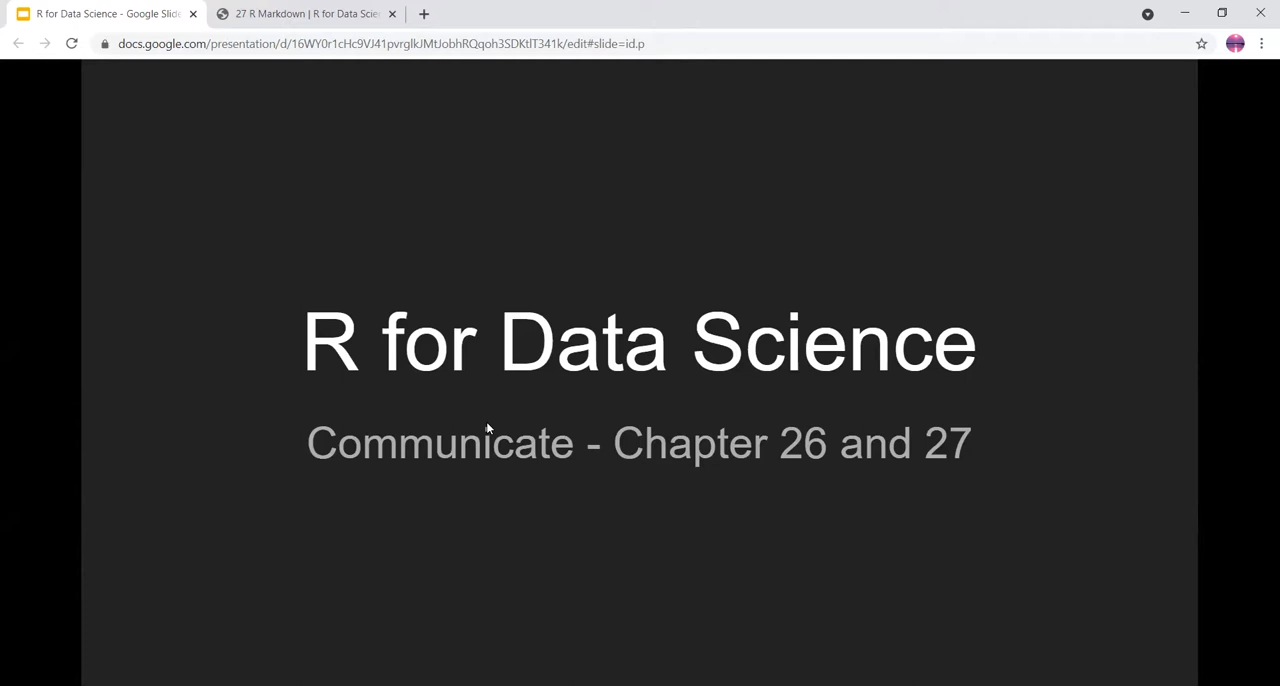 R for Data Science - Google Slide
27 R Markdown | R for Data Scie
docs.google.com/presentation/d/16WY0r1cHc9VJ41pvrglkJMtJobhRQqoh3SDKtlT341k/edit#slide=id.p
R for Data Science
Communicate - Chapter 26 and 27